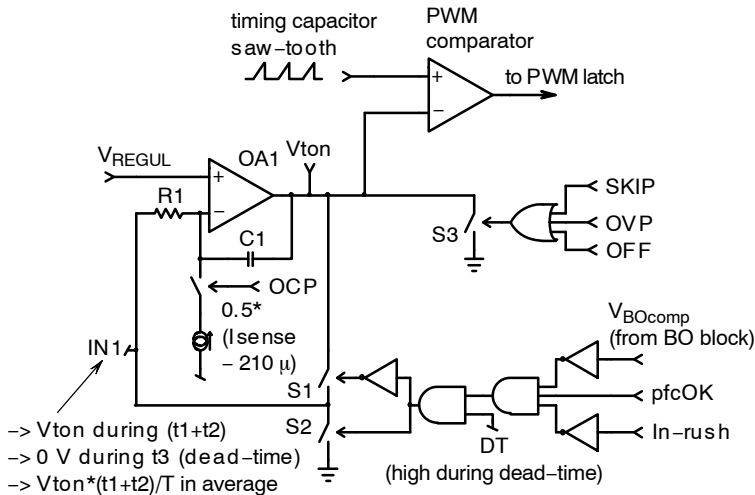 timing capacitor
saw-tooth
PWM
comparator
to PWM latch
+
−
VREGUL
OA1
Vton
+
−
R1
C1
S3
SKIP
OVP
OFF
OCP
0.5*
(Isense
− 210 μ)
IN1
VBOcomp
(from BO block)
pfcOK
In-rush
S1
S2
DT
(high during dead-time)
−> Vton during (t1+t2)
−> 0 V during t3 (dead-time)
−> Vton*(t1+t2)/T in average